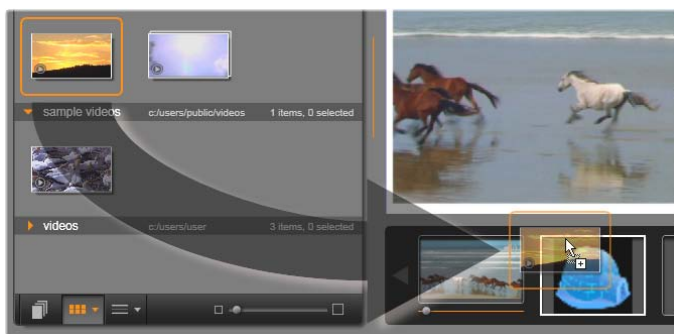 sample videos c:/users/public/videos 1 items, 0 selected
videos c:/users/user 3 items, 0 selected